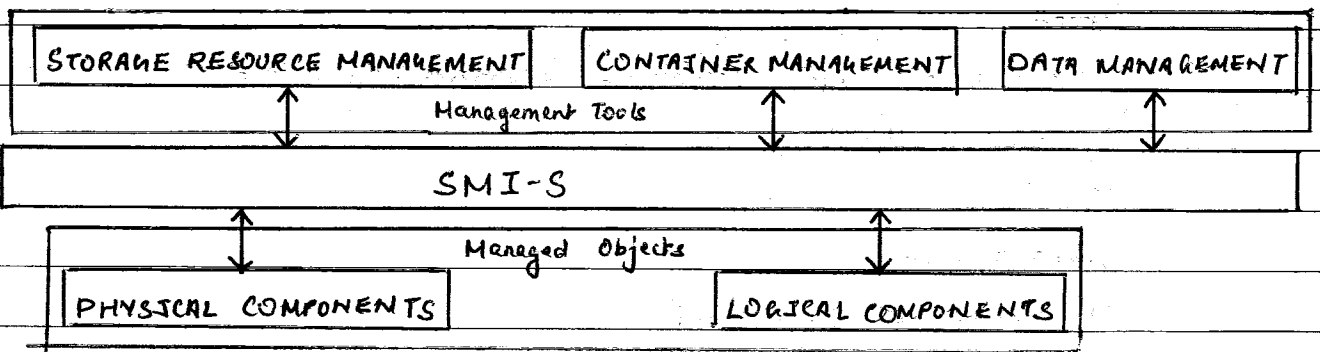 STORAGE RESOURCE MANAGEMENT CONTAINER MANAGEMENT DATA MANAGEMENT
Management Tools
SMI-S
Managed Objects
PHYSICAL COMPONENTS LOGICAL COMPONENTS